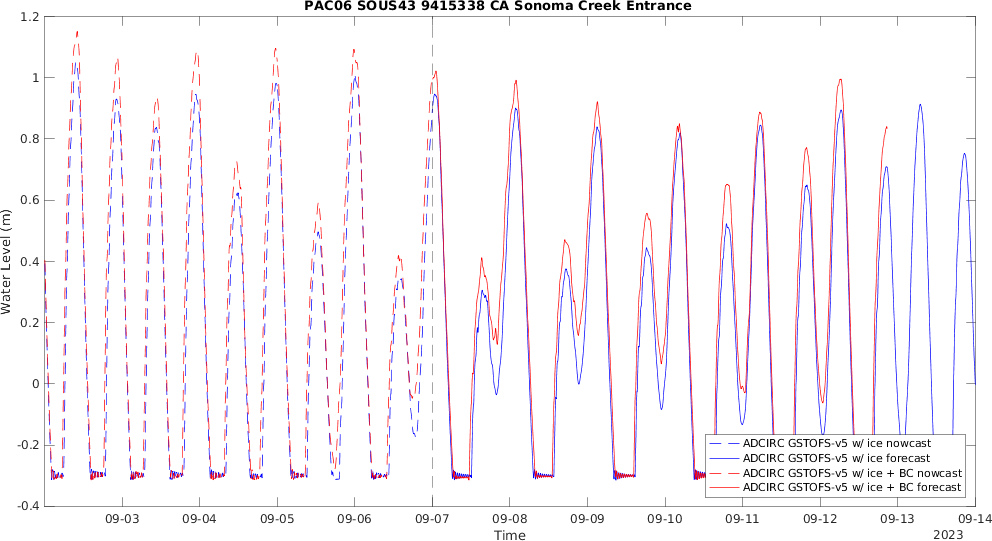 PAC06 SOUS43 9415338 CA Sonoma Creek Entrance
1.2
1
0.8
0.6
0.4
0.2
0
-0.2
-0.4
Water Level (m)
ADCIRC GSTOFS-v5 w/ ice nowcast
ADCIRC GSTOFS-v5 w/ ice forecast
ADCIRC GSTOFS-v5 w/ ice + BC nowcast
ADCIRC GSTOFS-v5 w/ ice + BC forecast
09-03 09-04 09-05 09-06 09-07 09-08 09-09 09-10 09-11 09-12 09-13 09-14
Time
2023